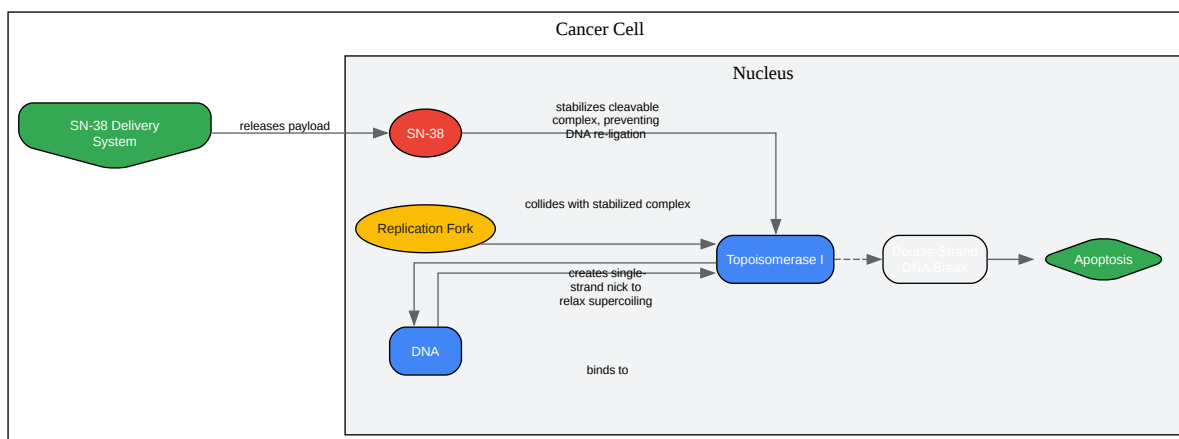 Cancer Cell
Nucleus
SN-38 Delivery
System
releases payload
SN-38
stabilizes cleavable
complex, preventing
DNA re-ligation
collides with stabilized complex
Replication Fork
Topoisomerase I
Double-Strand
DNA Break
Apoptosis
creates single-
strand nick to
relax supercoiling
DNA
binds to